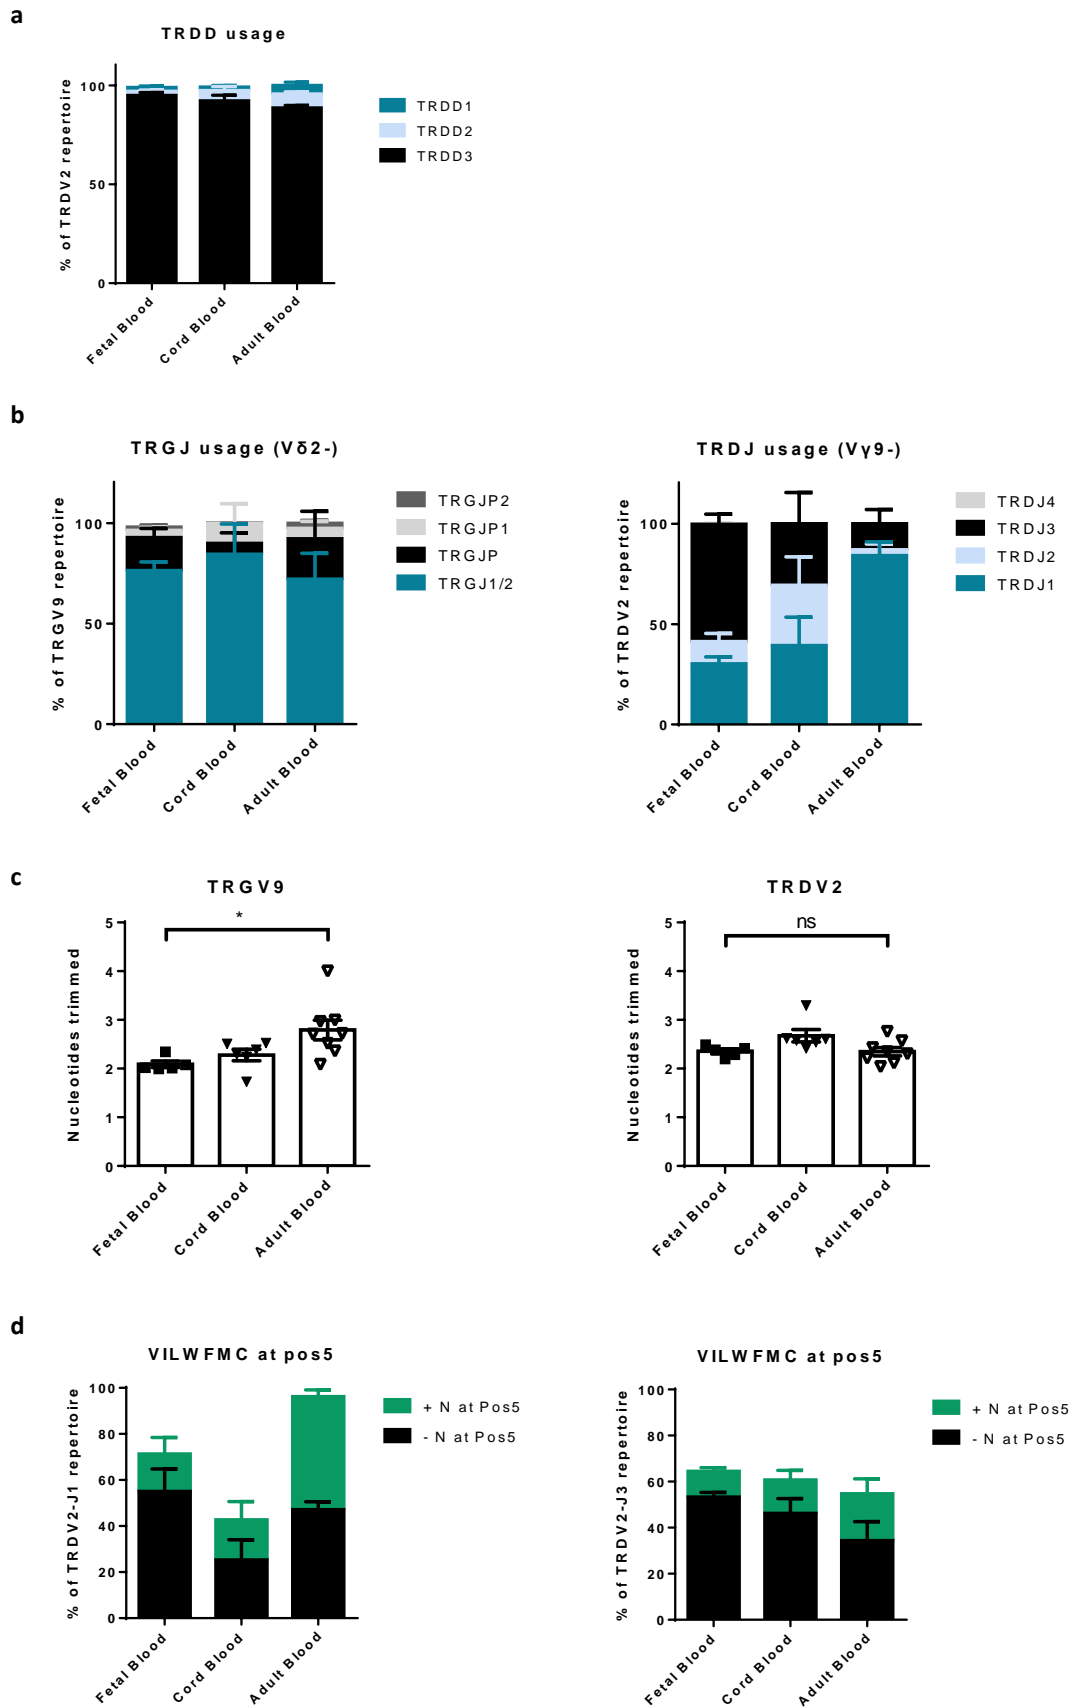 a
TRDD usage
% of TRDV2 repertoire
100
50
0
Fetal Blood
Cord Blood
Adult Blood
TRDD1
TRDD2
TRDD3
b
TRGJ usage (Vδ2-)
% of TRGV9 repertoire
100
50
0
Fetal Blood
Cord Blood
Adult Blood
TRGJP2
TRGJP1
TRGJP
TRGJ1/2
TRDJ usage (Vγ9-)
% of TRDV2 repertoire
100
50
0
Fetal Blood
Cord Blood
Adult Blood
TRDJ4
TRDJ3
TRDJ2
TRDJ1
c
TRGV9
Nucleotides trimmed
5
4
3
2
1
0
*
Fetal Blood
Cord Blood
Adult Blood
TRDV2
Nucleotides trimmed
5
4
3
2
1
0
ns
Fetal Blood
Cord Blood
Adult Blood
d
VILWFMC at pos5
% of TRDV2-J1 repertoire
100
80
60
40
20
0
Fetal Blood
Cord Blood
Adult Blood
+ N at Pos5
- N at Pos5
VILWFMC at pos5
% of TRDV2-J3 repertoire
100
80
60
40
20
0
Fetal Blood
Cord Blood
Adult Blood
+ N at Pos5
- N at Pos5